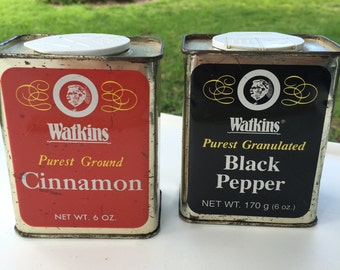 Watkins
Purest Ground
Cinnamon
NET WT. 6 OZ.
Watkins®
Purest Granulated
Black
Pepper
NET WT. 170 g (6 oz.)